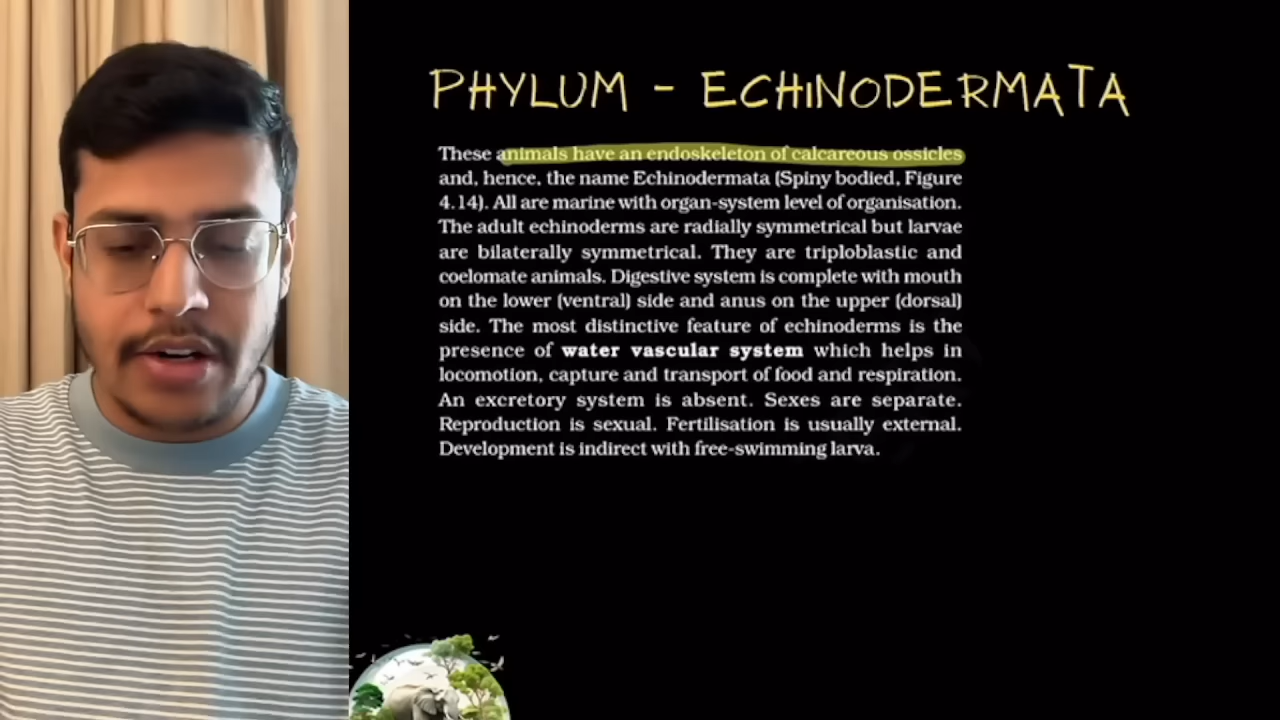 PHYLUM - ECHINODERMATA
These animals have an endoskeleton of calcareous ossicles
and, hence, the name Echinodermata (Spiny bodied, Figure
4.14). All are marine with organ-system level of organisation.
The adult echinoderms are radially symmetrical but larvae
are bilaterally symmetrical. They are triploblastic and
coelomate animals. Digestive system is complete with mouth
on the lower (ventral) side and anus on the upper (dorsal)
side. The most distinctive feature of echinoderms is the
presence of water vascular system which helps in
locomotion, capture and transport of food and respiration.
An excretory system is absent. Sexes are separate.
Reproduction is sexual. Fertilisation is usually external.
Development is indirect with free-swimming larva.